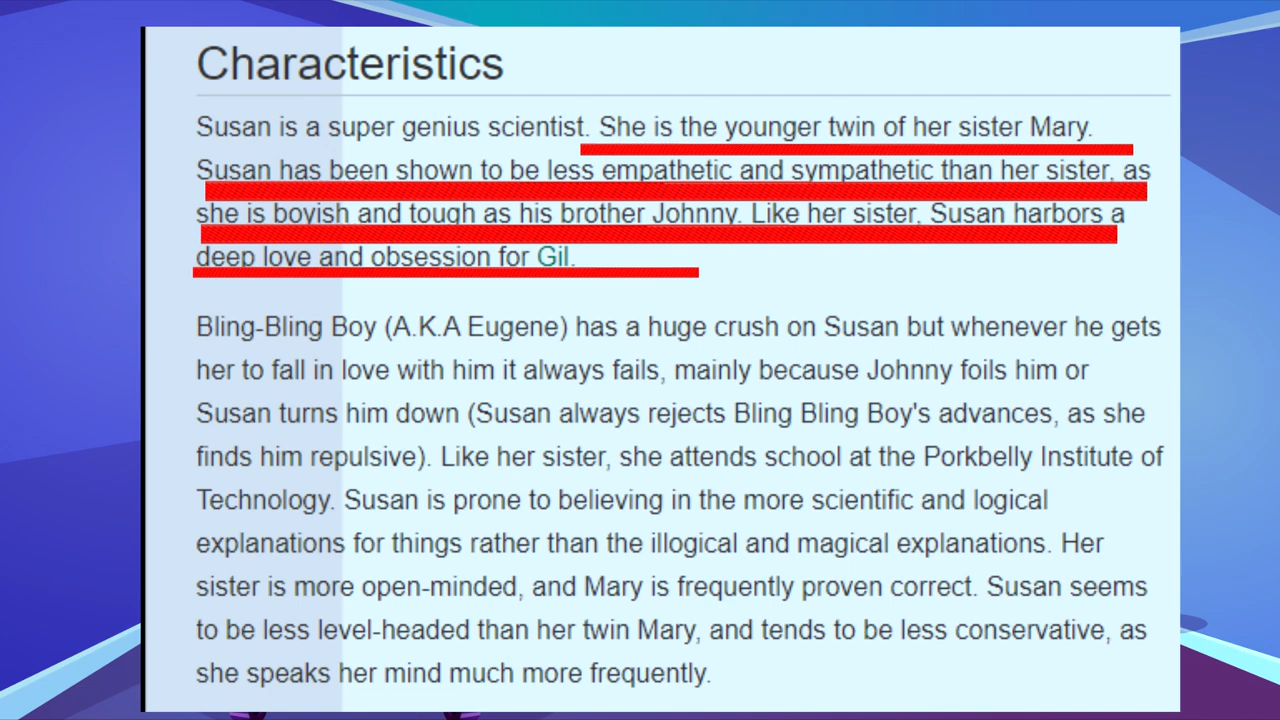 Characteristics
Susan is a super genius scientist. She is the younger twin of her sister Mary.
Susan has been shown to be less empathetic and sympathetic than her sister, as
she is boyish and tough as his brother Johnny. Like her sister, Susan harbors a
deep love and obsession for Gil.
Bling-Bling Boy (A.K.A Eugene) has a huge crush on Susan but whenever he gets
her to fall in love with him it always fails, mainly because Johnny foils him or
Susan turns him down (Susan always rejects Bling Bling Boy's advances, as she
finds him repulsive). Like her sister, she attends school at the Porkbelly Institute of
Technology. Susan is prone to believing in the more scientific and logical
explanations for things rather than the illogical and magical explanations. Her
sister is more open-minded, and Mary is frequently proven correct. Susan seems
to be less level-headed than her twin Mary, and tends to be less conservative, as
she speaks her mind much more frequently.